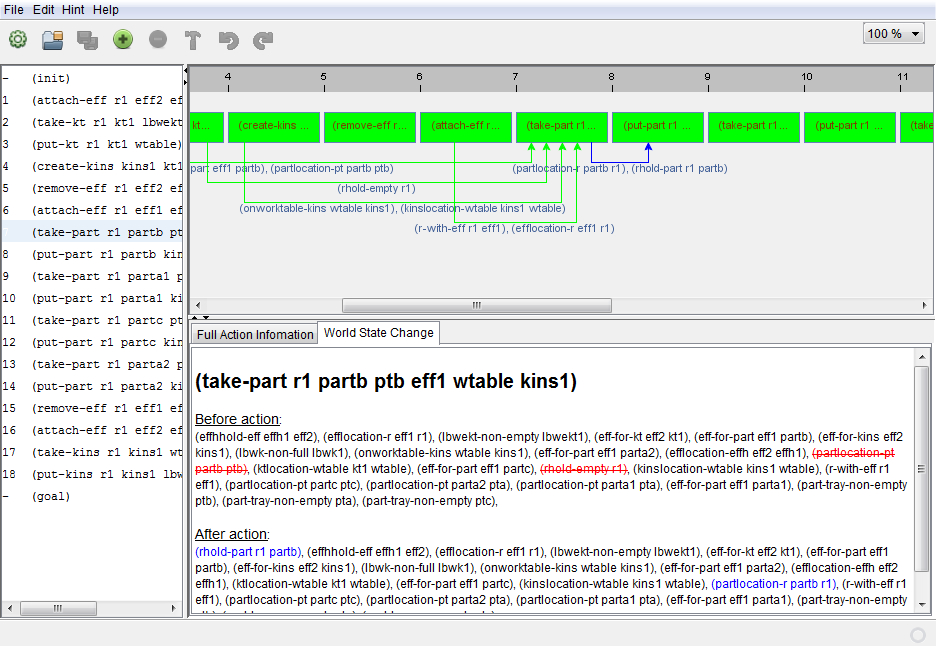 File Edit Hint Help
100 %
- (init)
1 (attach-eff r1 eff2 ef
2 (take-kt r1 kt1 lbwekt
3 (put-kt r1 kt1 wtable)
4 (create-kins kins1 kt1
5 (remove-eff r1 eff2 ef
6 (attach-eff r1 eff1 ef
(take-part r1 partb pt
8 (put-part r1 partb kin
9 (take-part r1 parta1 p
10 (put-part r1 parta1 ki
11 (take-part r1 partc pt
12 (put-part r1 partc kin
13 (take-part r1 parta2 p
14 (put-part r1 parta2 ki
15 (remove-eff r1 eff1 ef
16 (attach-eff r1 eff2 ef
17 (take-kins r1 kins1 wt
18 (put-kins r1 kins1 lbw
- (goal)
4 5 6 7 8 9 10 11
kt... (create-kins ... (remove-eff r... (attach-eff r... (take-part r1... (put-part r1 ... (take-part r1... (put-part r1 ... (take
part eff1 partb), (partlocation-pt partb ptb) (partlocation-r partb r1), (rhold-part r1 partb)
(rhold-empty r1)
(onworktable-kins wtable kins1), (kinslocation-wtable kins1 wtable)
(r-with-eff r1 eff1), (efflocation-r eff1 r1)
Full Action Infomation World State Change
(take-part r1 partb ptb eff1 wtable kins1)
Before action:
(effhhold-eff effh1 eff2), (efflocation-r eff1 r1), (lbwekt-non-empty lbwekt1), (eff-for-kt eff2 kt1), (eff-for-part eff1 partb), (eff-for-kins eff2
kins1), (lbwk-non-full lbwk1), (onworktable-kins wtable kins1), (eff-for-part eff1 parta2), (efflocation-effh eff2 effh1), (partlocation-pt
partb ptb), (ktlocation-wtable kt1 wtable), (eff-for-part eff1 partc), (rhold-empty r1), (kinslocation-wtable kins1 wtable), (r-with-eff r1
eff1), (partlocation-pt partc ptc), (partlocation-pt parta2 pta), (partlocation-pt parta1 pta), (eff-for-part eff1 parta1), (part-tray-non-empty
ptb), (part-tray-non-empty pta), (part-tray-non-empty ptc),
After action:
(rhold-part r1 partb), (effhhold-eff effh1 eff2), (efflocation-r eff1 r1), (lbwekt-non-empty lbwekt1), (eff-for-kt eff2 kt1), (eff-for-part eff1
partb), (eff-for-kins eff2 kins1), (lbwk-non-full lbwk1), (onworktable-kins wtable kins1), (eff-for-part eff1 parta2), (efflocation-effh eff2
effh1), (ktlocation-wtable kt1 wtable), (eff-for-part eff1 partc), (kinslocation-wtable kins1 wtable), (partlocation-r partb r1), (r-with-eff r1
eff1), (partlocation-pt partc ptc), (partlocation-pt parta2 pta), (partlocation-pt parta1 pta), (eff-for-part eff1 parta1), (part-tray-non-empty